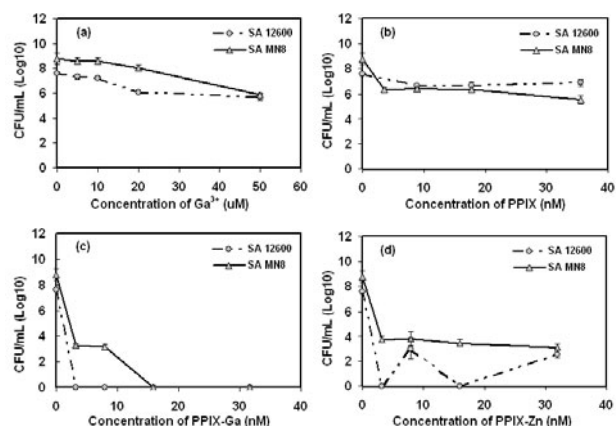 (a)
SA 12600
SA MN8
12
10
8
6
4
2
0
CFU/mL (Log10)
0 10 20 30 40 50 60
Concentration of Ga³⁺ (uM)
(b)
SA 12600
SA MN8
12
10
8
6
4
2
0
CFU/mL (Log10)
0 10 20 30 40
Concentration of PPIX (nM)
(c)
SA 12600
SA MN8
12
10
8
6
4
2
0
CFU/mL (Log10)
0 10 20 30 40
Concentration of PPIX-Ga (nM)
(d)
SA 12600
SA MN8
12
10
8
6
4
2
0
CFU/mL (Log10)
0 10 20 30 40
Concentration of PPIX-Zn (nM)